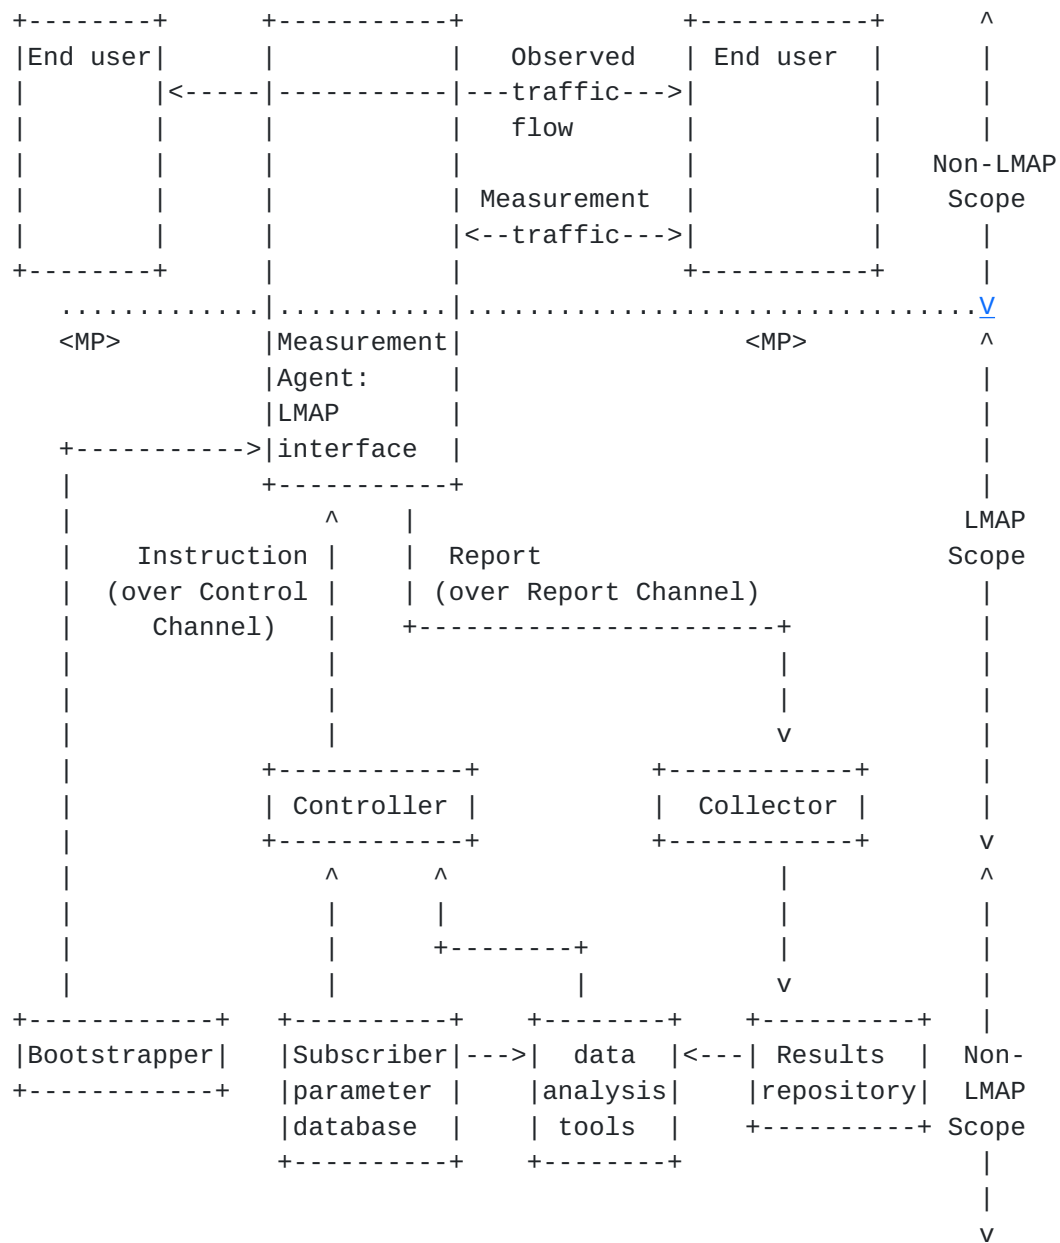 +--------+      +-----------+              +-----------+      ^
|End user|      |           |   Observed   | End user  |      |
|        |<-----|-----------|---traffic--->|           |      |
|        |      |           |   flow       |           |      |
|        |      |           |              |           |   Non-LMAP
|        |      |           | Measurement  |           |    Scope
|        |      |           |<--traffic--->|           |      |
+--------+      |           |              +-----------+      |
   .............|...........|.................................V
   <MP>         |Measurement|                  <MP>           ^
                |Agent:     |                                 |
                |LMAP       |                                 |
   +----------->|interface  |                                 |
   |            +-----------+                                 |
   |                ^    |                                   LMAP
   |    Instruction |    |  Report                          Scope
   |  (over Control |    | (over Report Channel)              |
   |     Channel)   |    +-----------------------+            |
   |                |                            |            |
   |                |                            |            |
   |                |                            v            |
   |            +------------+           +------------+       |
   |            | Controller |           |  Collector |       |
   |            +------------+           +------------+       v
   |                ^      ^                     |            ^
   |                |      |                     |            |
   |                |      +--------+            |            |
   |                |               |            v            |
+------------+   +----------+    +--------+    +----------+   |
|Bootstrapper|   |Subscriber|--->|  data  |<---| Results  |  Non-
+------------+   |parameter |    |analysis|    |repository|  LMAP
                 |database  |    | tools  |    +----------+ Scope
                 +----------+    +--------+                   |
                                                              |
                                                              v